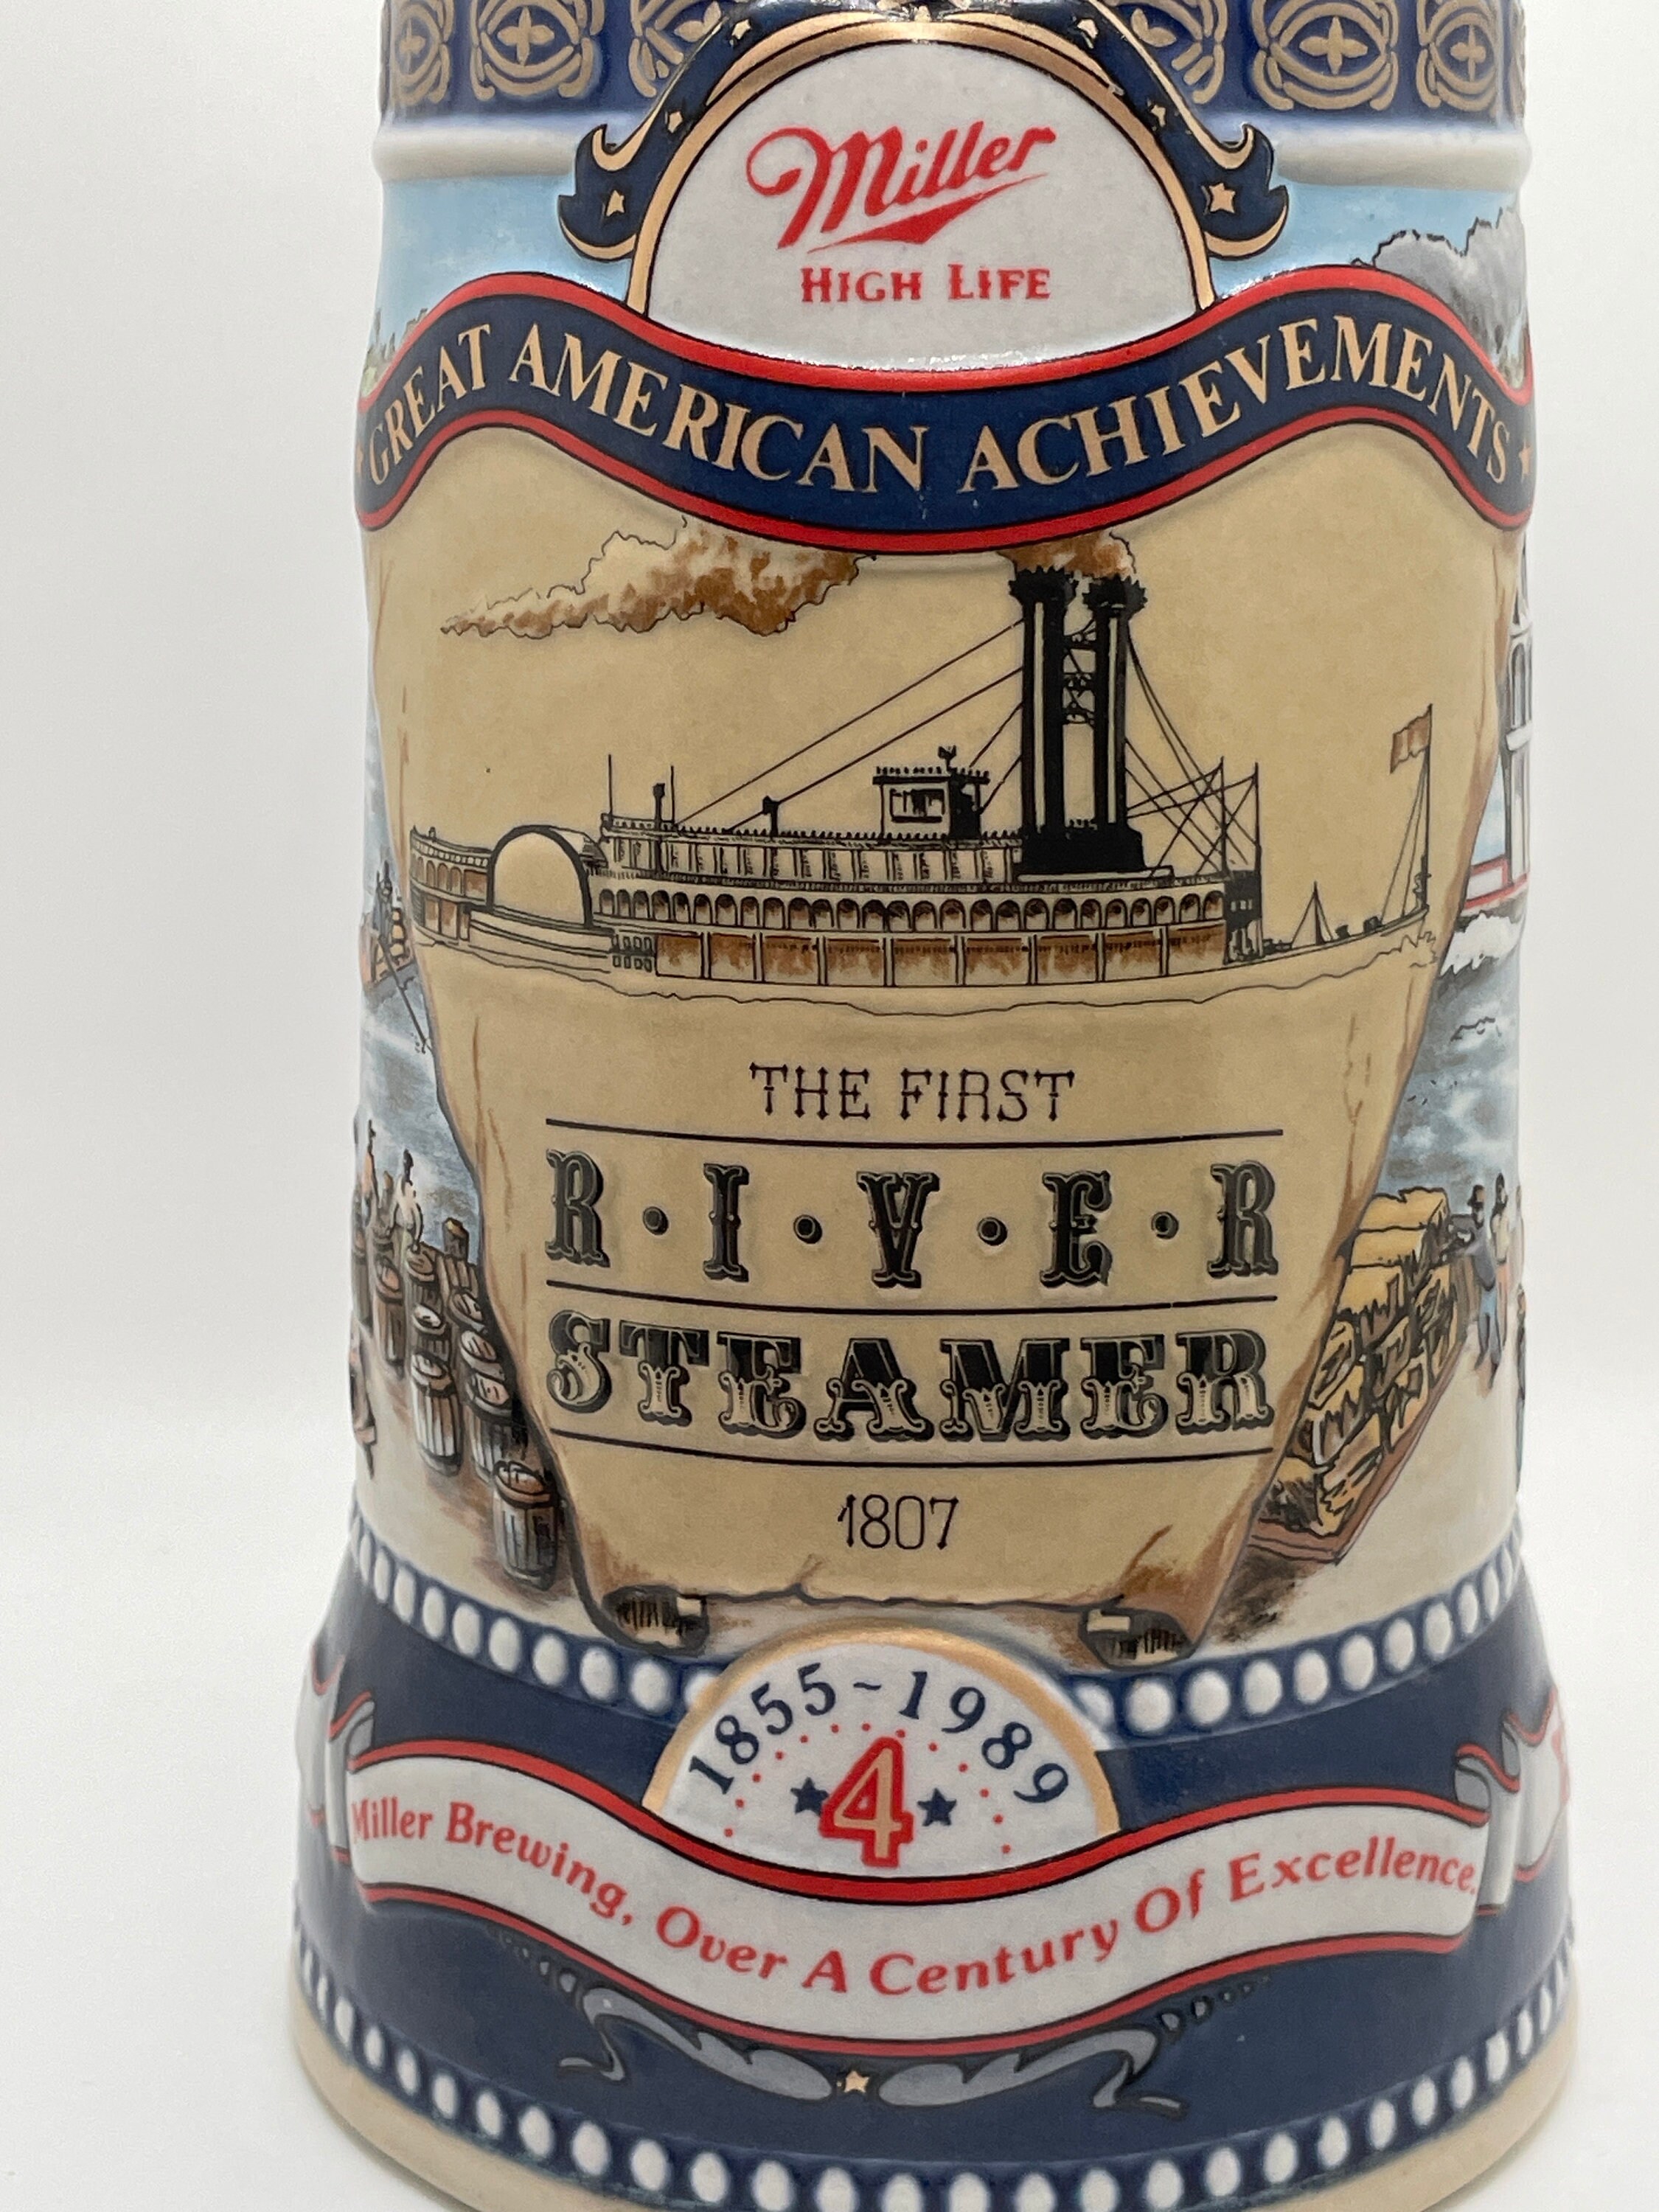 Miller
HIGH LIFE
GREAT AMERICAN ACHIEVEMENTS
THE FIRST
R·I·V·E·R
STEAMER
1807
1855~1989
4
Miller Brewing, Over A Century Of Excellence.